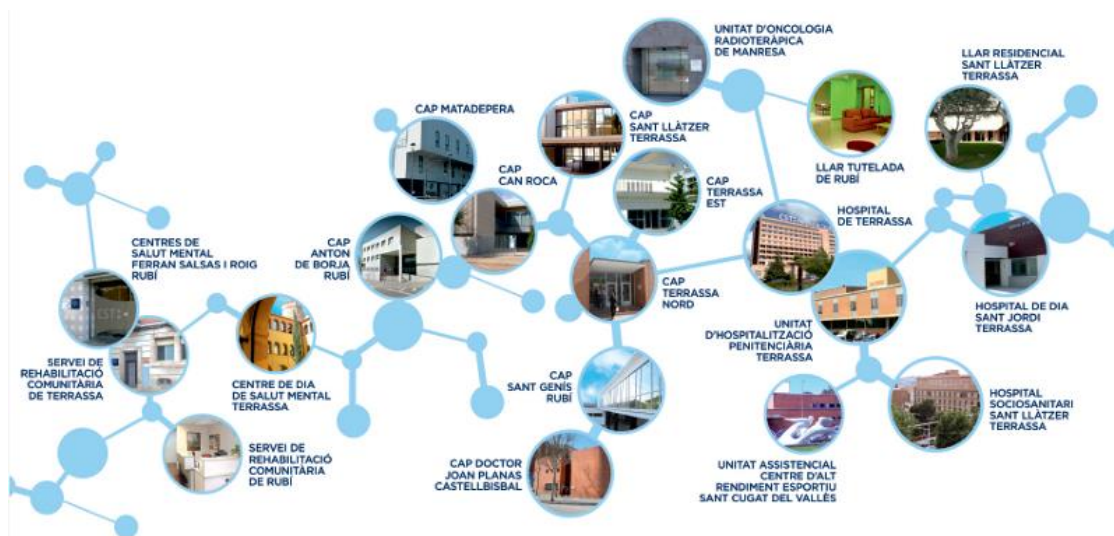 UNITAT D'ONCOLOGIA
RADIOTERÀPICA
DE MANRESA
LLAR RESIDENCIAL
SANT LLÀTZER
TERRASSA
CAP MATADEPERA
CAP
SANT LLÀTZER
TERRASSA
CAP
CAN ROCA
CAP
TERRASSA
EST
LLAR TUTELADA
DE RUBÍ
HOSPITAL
DE TERRASSA
CENTRES DE
SALUT MENTAL
FERRAN SALSAS I ROIG
RUBÍ
CAP
ANTON
DE BORJA
RUBÍ
CAP
TERRASSA
NORD
HOSPITAL DE DIA
SANT JORDI
TERRASSA
UNITAT
D'HOSPITALITZACIÓ
PENITENCIÀRIA
TERRASSA
SERVEI DE
REHABILITACIÓ
COMUNITÀRIA
DE TERRASSA
CENTRE DE DIA
DE SALUT MENTAL
TERRASSA
CAP
SANT GENÍS
RUBÍ
HOSPITAL
SOCIOSANITARI
SANT LLÀTZER
TERRASSA
SERVEI DE
REHABILITACIÓ
COMUNITÀRIA
DE RUBÍ
CAP DOCTOR
JOAN PLANAS
CASTELLBISBAL
UNITAT ASSISTENCIAL
CENTRE D'ALT
RENDIMENT ESPORTIU
SANT CUGAT DEL VALLÈS